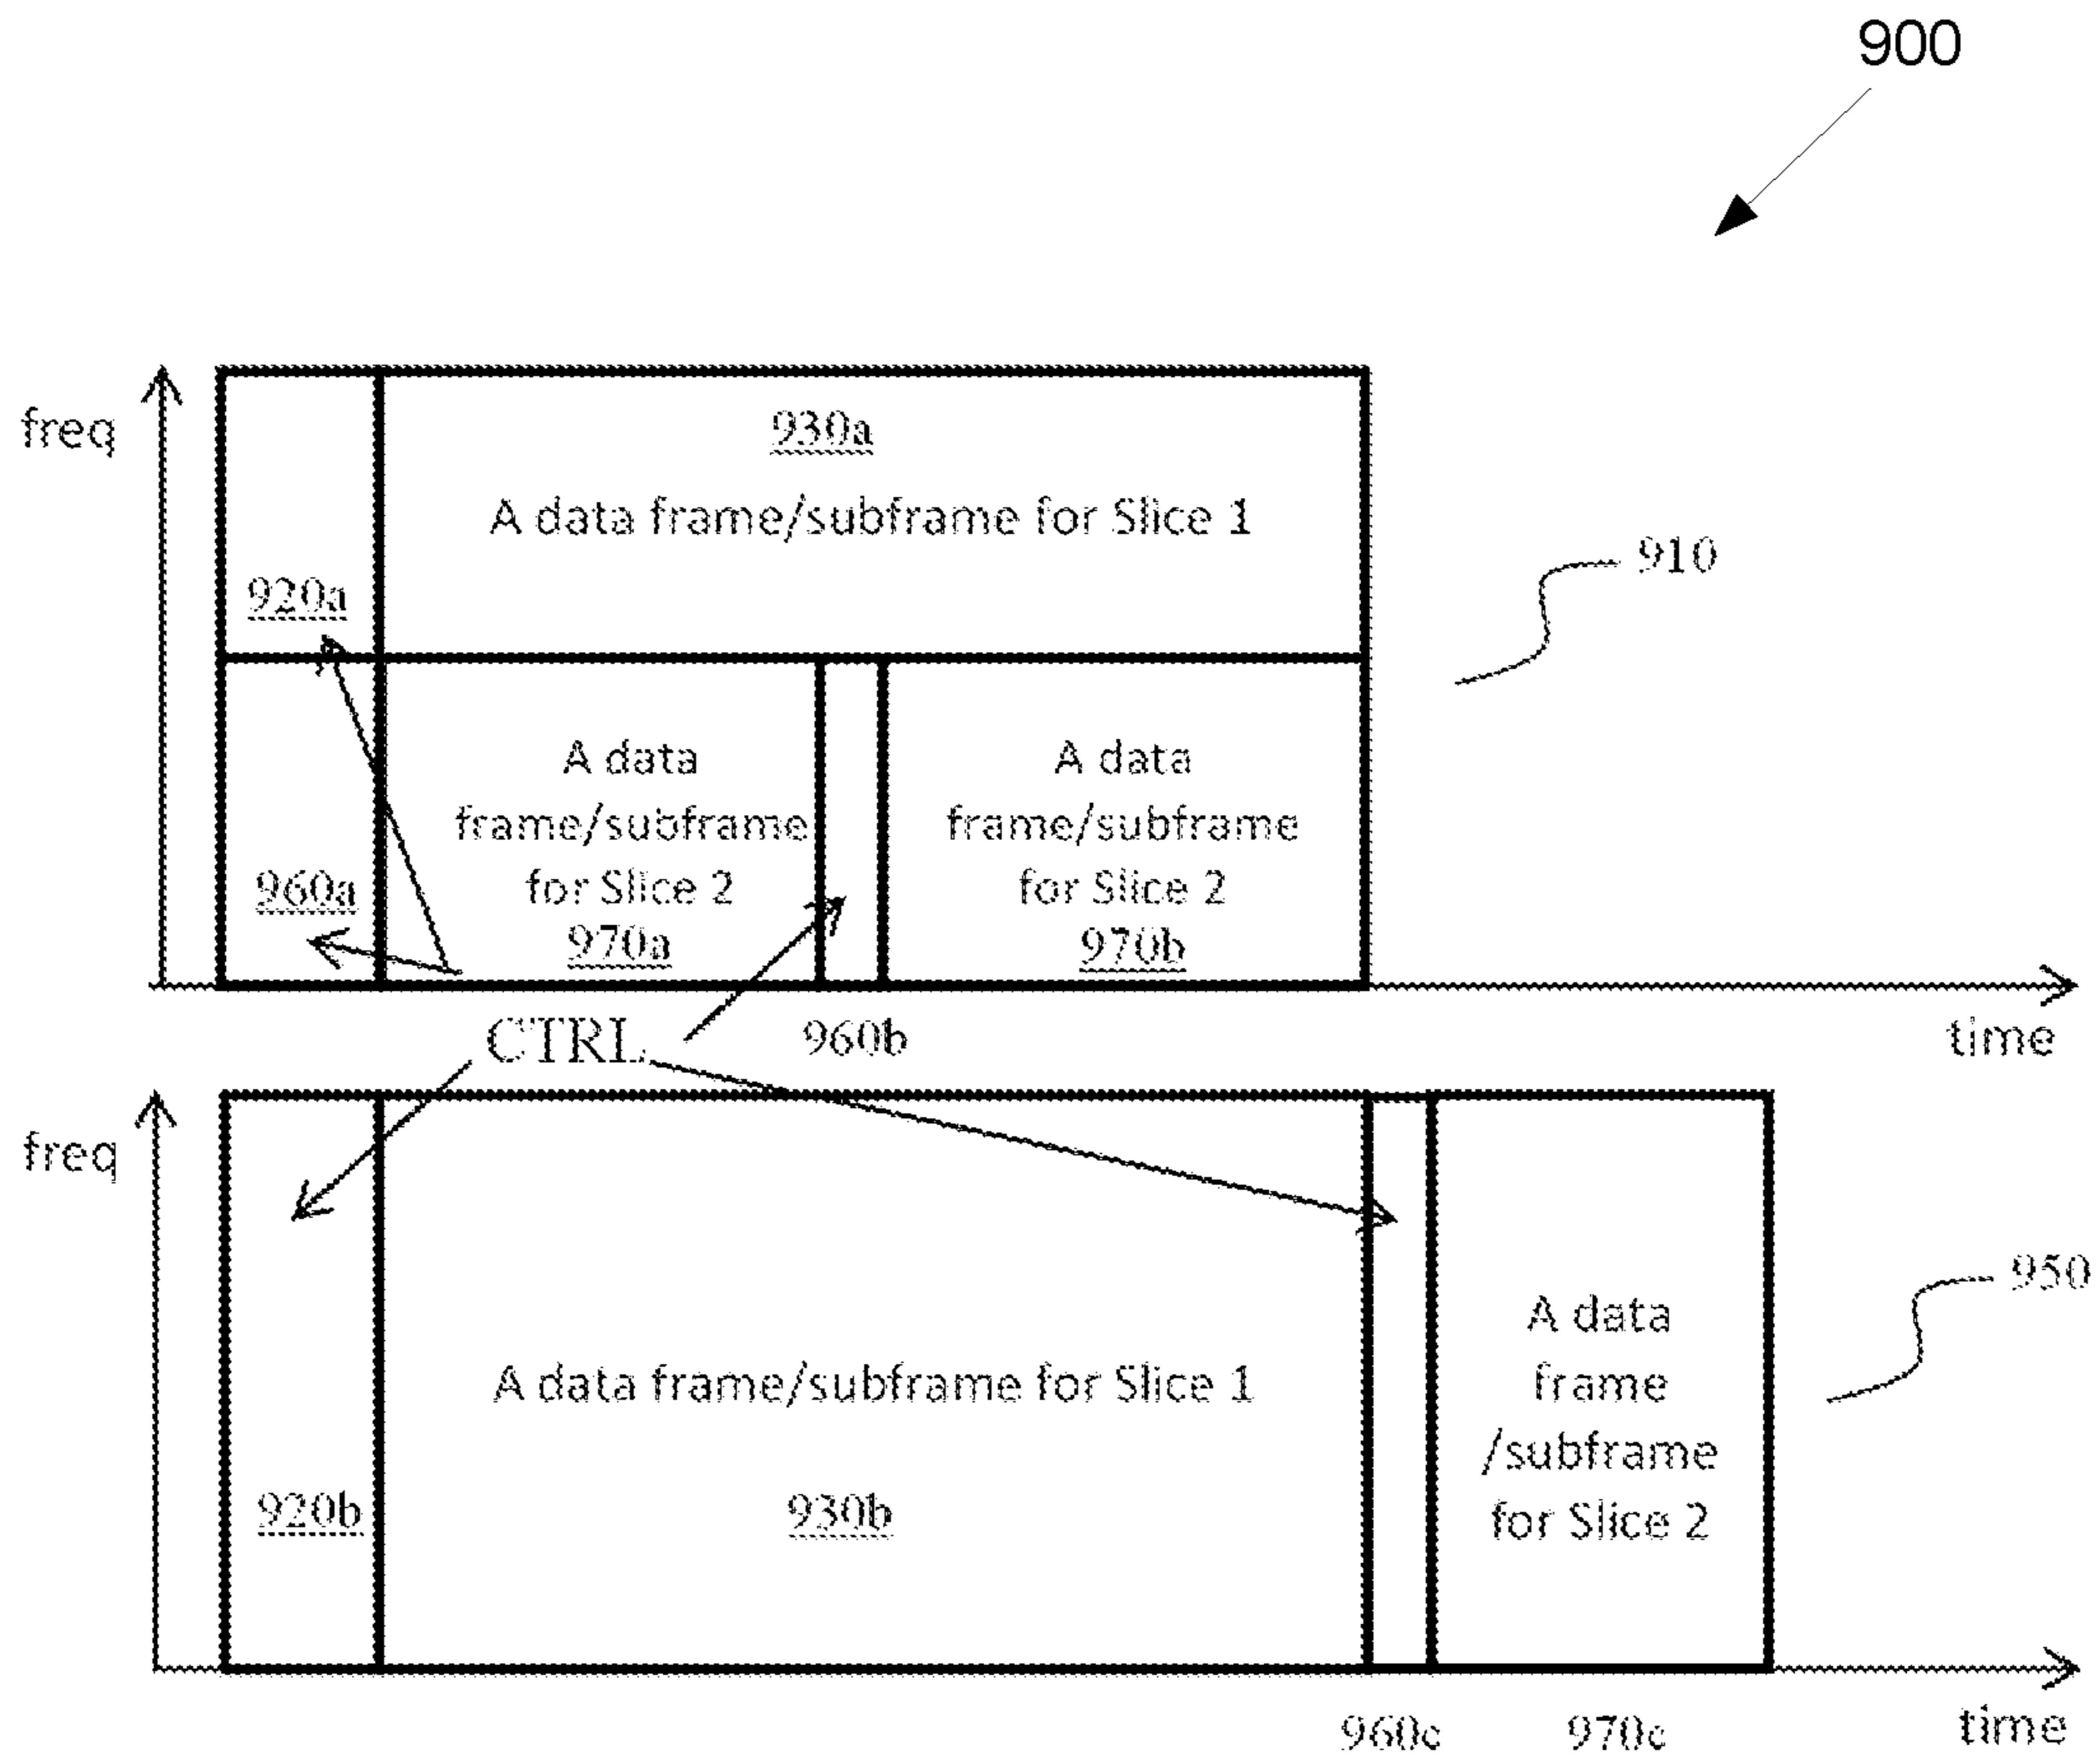 900
freq
930a
A data frame/subframe for Slice 1
910
920a
A data
frame/subframe
for Slice 2
970a
A data
frame/subframe
for Slice 2
970b
960a
CTRL
960b
time
freq
950
A data frame/subframe for Slice 1
930b
920b
A data
frame
/subframe
for Slice 2
960c
970c
time